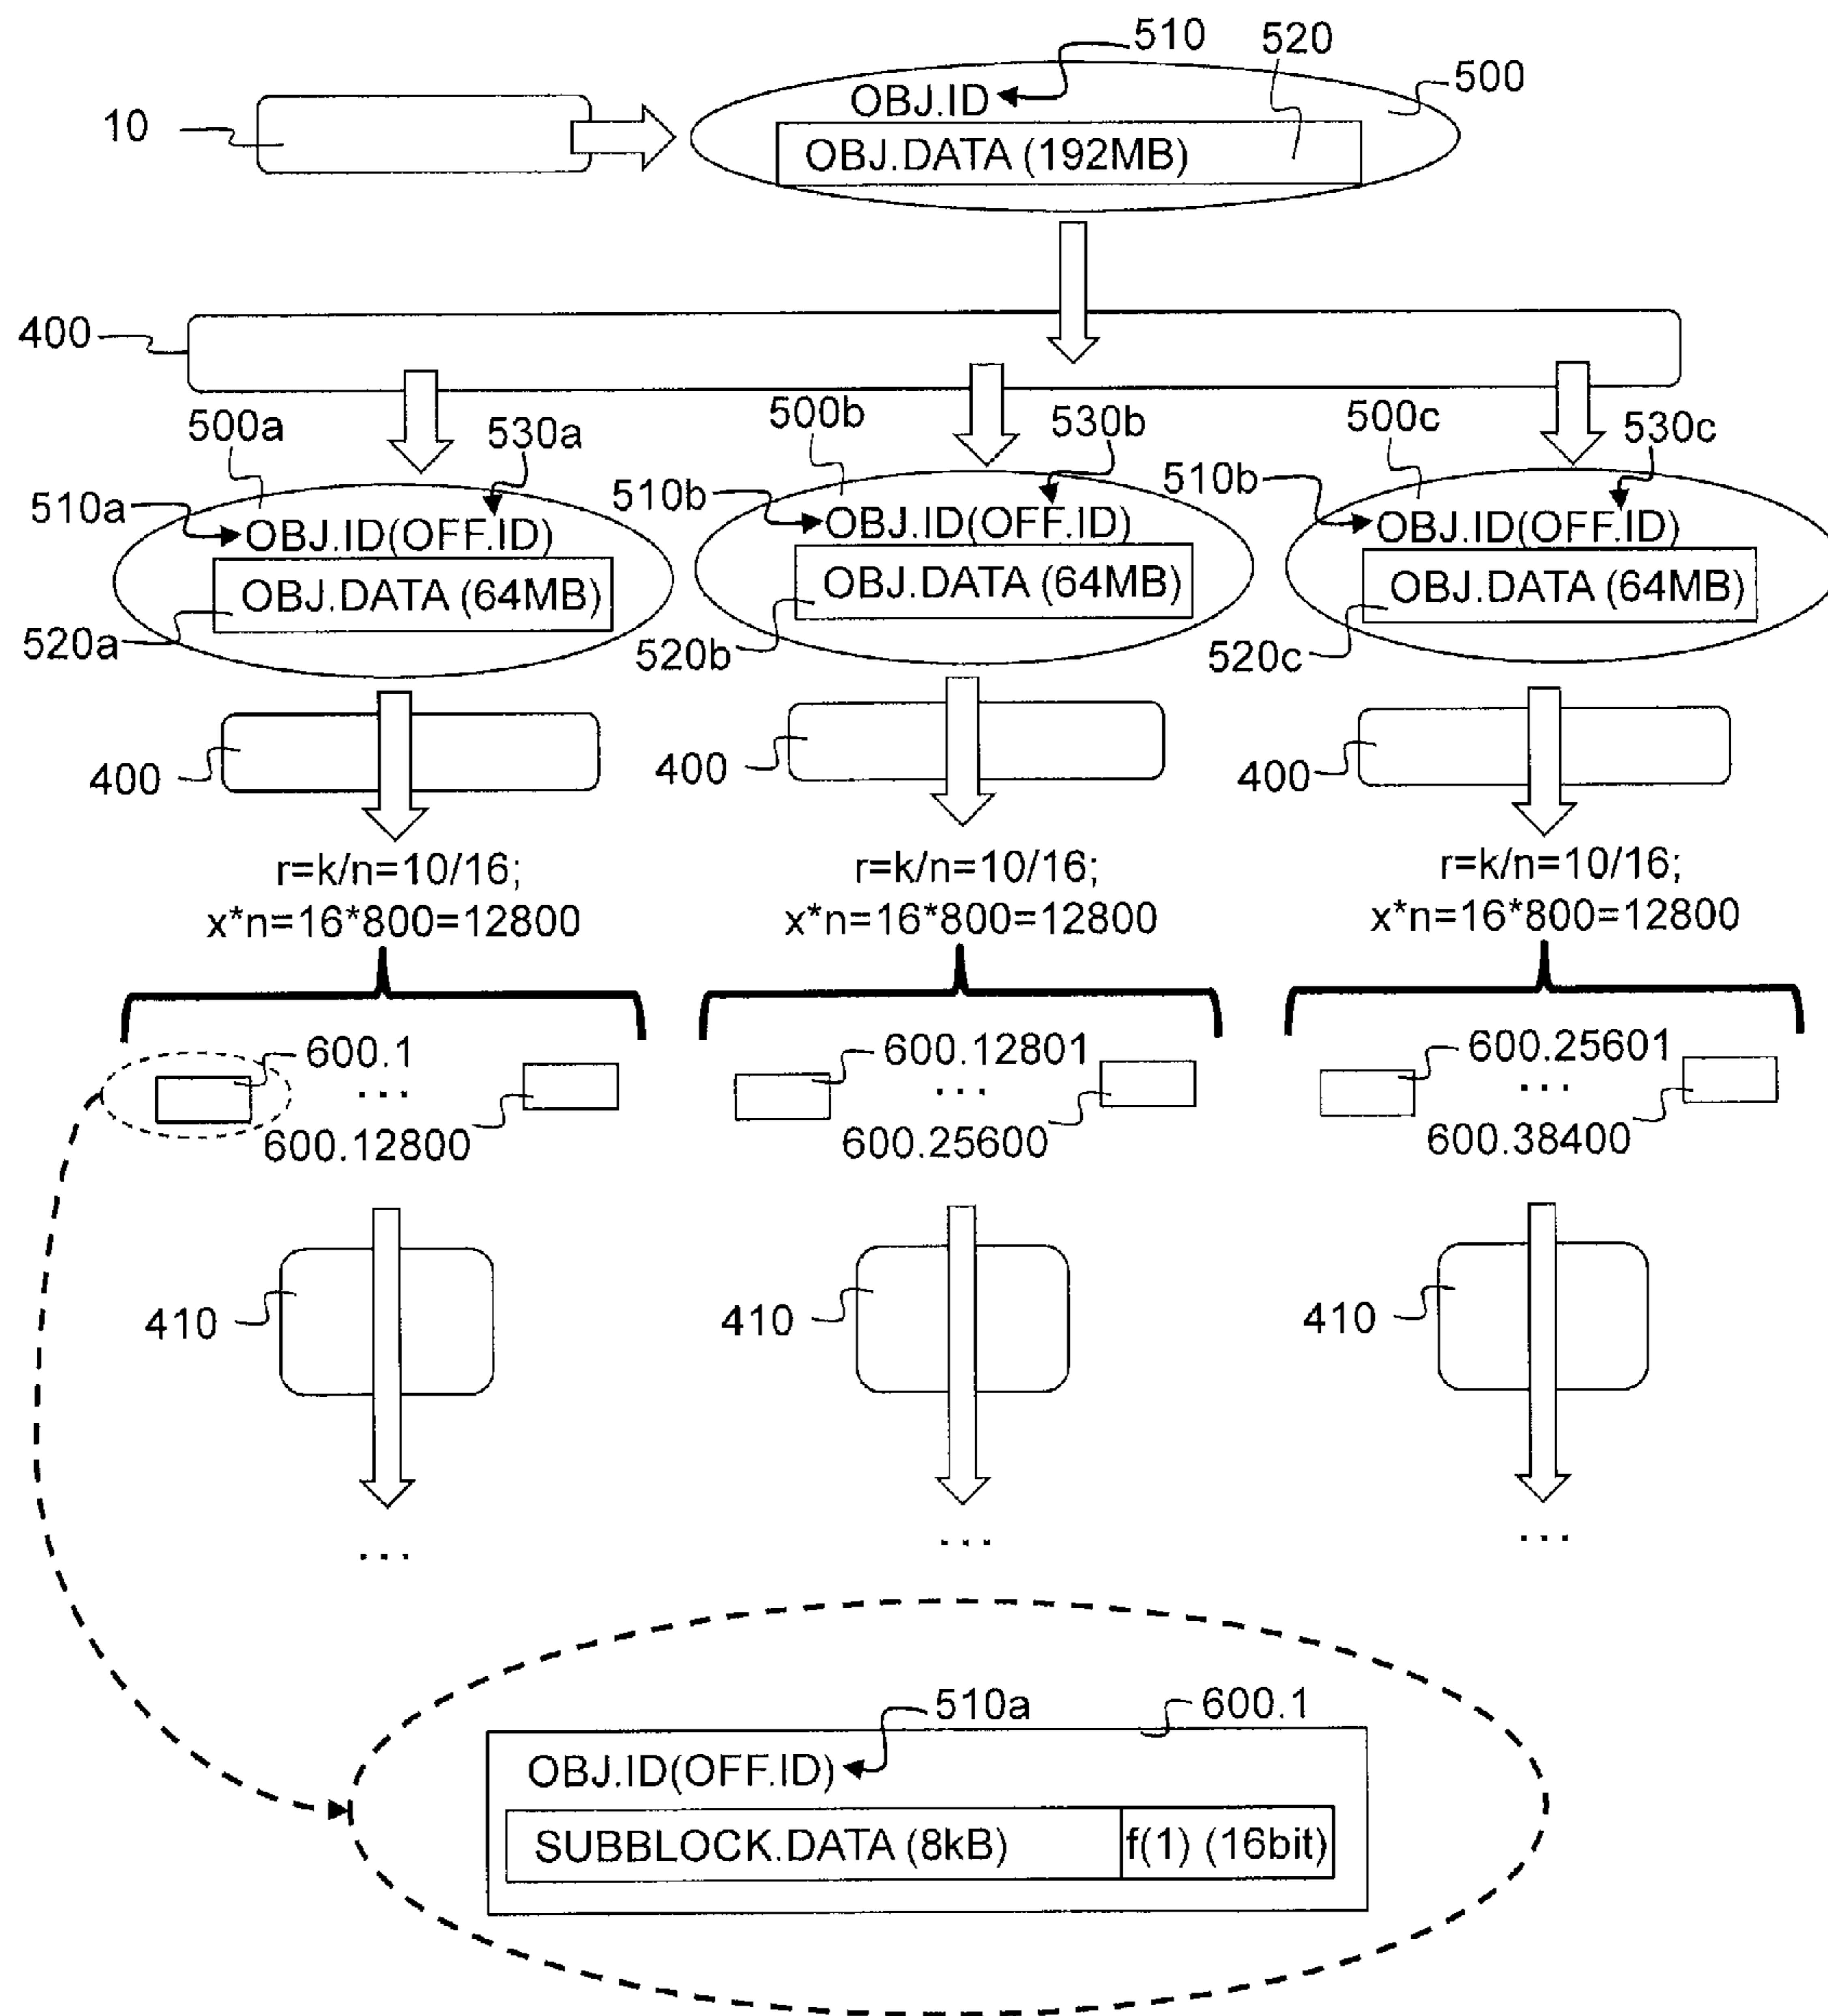 510
520
10
OBJ.ID
500
OBJ.DATA (192MB)
400
500a
530a
500b
530b
500c
530c
510a
OBJ.ID(OFF.ID)
OBJ.DATA (64MB)
520a
510b
OBJ.ID(OFF.ID)
OBJ.DATA (64MB)
520b
510b
OBJ.ID(OFF.ID)
OBJ.DATA (64MB)
520c
400
400
400
r=k/n=10/16;
x*n=16*800=12800
r=k/n=10/16;
x*n=16*800=12800
r=k/n=10/16;
x*n=16*800=12800
600.1
...
600.12800
600.12801
...
600.25600
600.25601
...
600.38400
410
410
410
...
...
...
510a
600.1
OBJ.ID(OFF.ID)
SUBBLOCK.DATA (8kB)
f(1) (16bit)